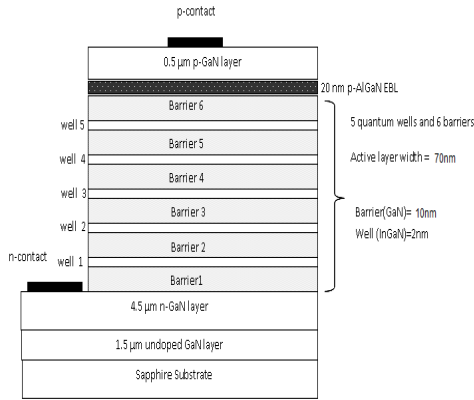 p-contact
0.5 μm p-GaN layer
20 nm p-AlGaN EBL
Barrier 6
well 5
Barrier 5
well 4
Barrier 4
well 3
Barrier 3
well 2
Barrier 2
well 1
Barrier1
5 quantum wells and 6 barriers
Active layer width = 70nm
Barrier(GaN)= 10nm
Well (InGaN)=2nm
n-contact
4.5 μm n-GaN layer
1.5 μm undoped GaN layer
Sapphire Substrate